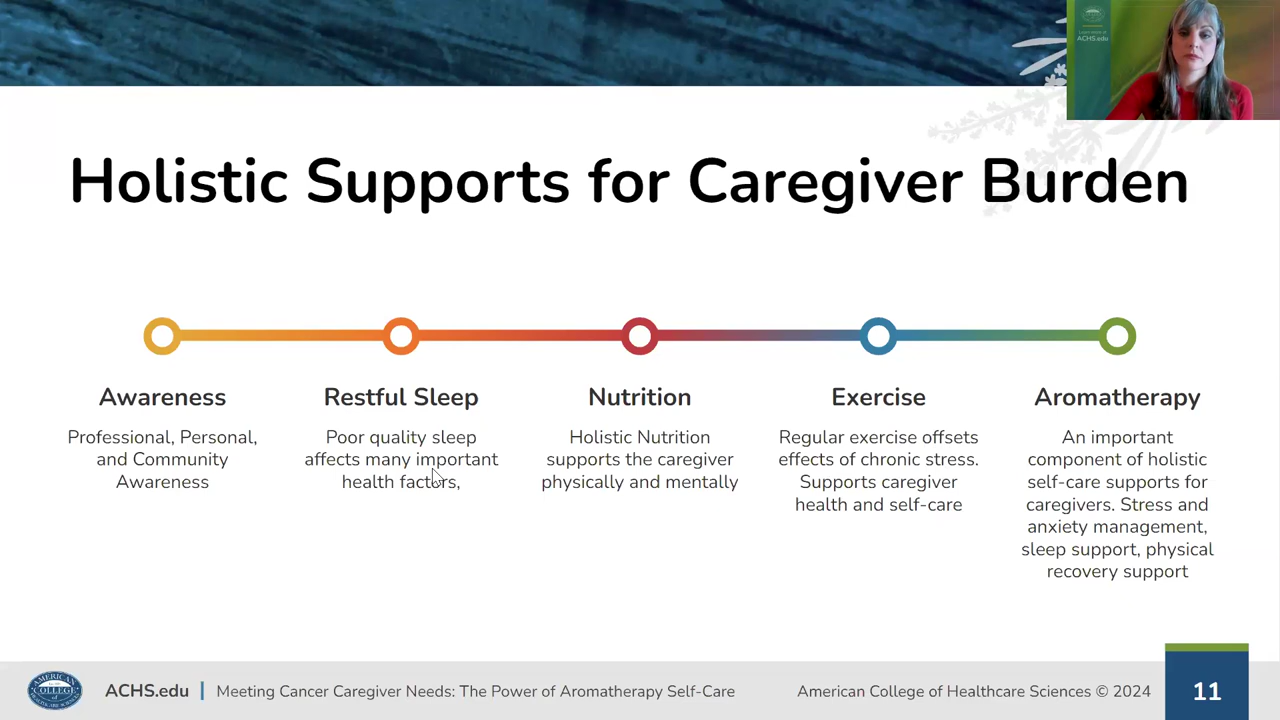 ACHS.edu
Holistic Supports for Caregiver Burden
Awareness
Professional, Personal,
and Community
Awareness
Restful Sleep
Poor quality sleep
affects many important
health factors,
Nutrition
Holistic Nutrition
supports the caregiver
physically and mentally
Exercise
Regular exercise offsets
effects of chronic stress.
Supports caregiver
health and self-care
Aromatherapy
An important
component of holistic
self-care supports for
caregivers. Stress and
anxiety management,
sleep support, physical
recovery support
AMERICAN
COLLEGE
ACHS.edu
Meeting Cancer Caregiver Needs: The Power of Aromatherapy Self-Care
American College of Healthcare Sciences © 2024
11